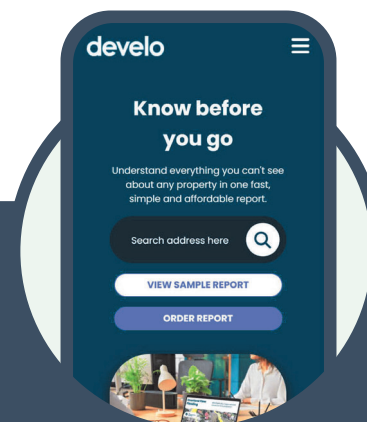 develo
Know before
you go
Understand everything you can't see
about any property in one fast,
simple and affordable report.
Search address here
VIEW SAMPLE REPORT
ORDER REPORT